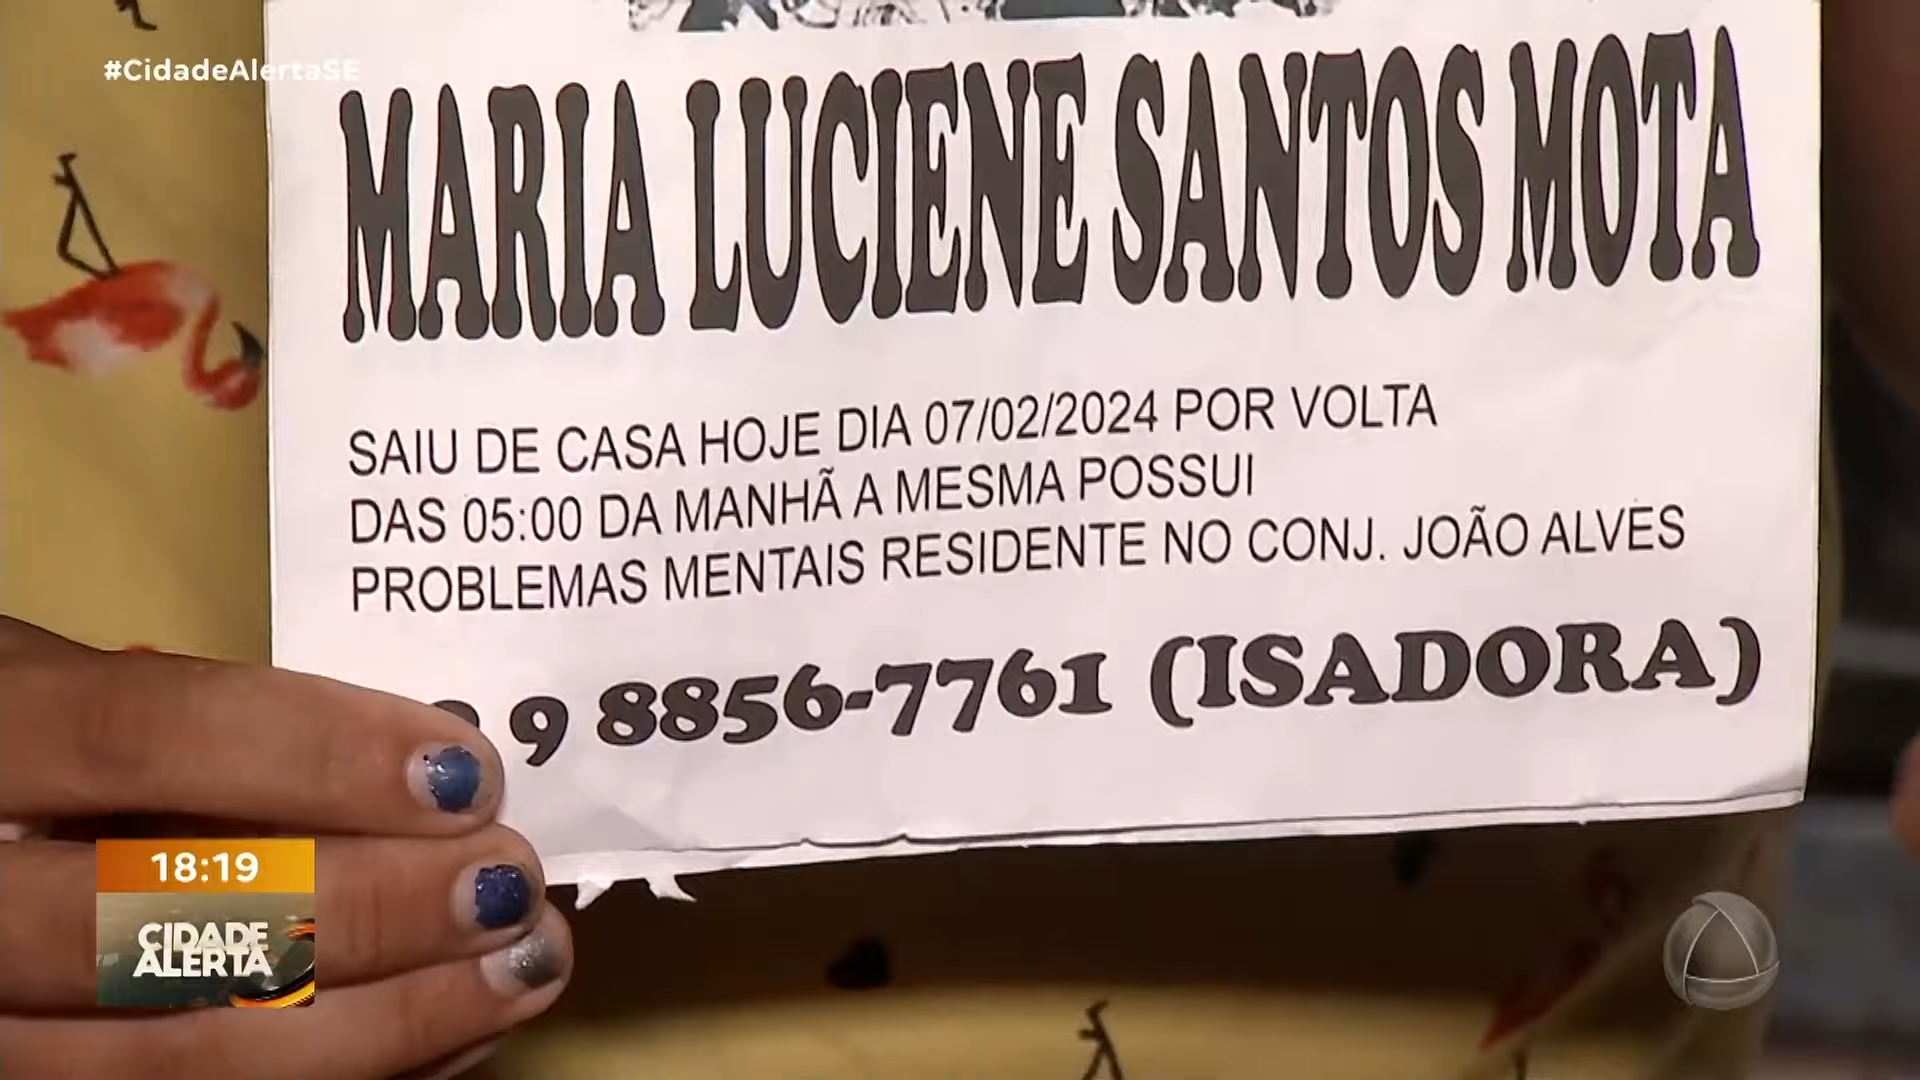 #CidadeAlertaSE
MARIA LUCIENE SANTOS MOTA
SAIU DE CASA HOJE DIA 07/02/2024 POR VOLTA
DAS 05:00 DA MANHÃ A MESMA POSSUI
PROBLEMAS MENTAIS RESIDENTE NO CONJ. JOÃO ALVES
9 8856-7761 (ISADORA)
18:19
CIDADE
ALERTA